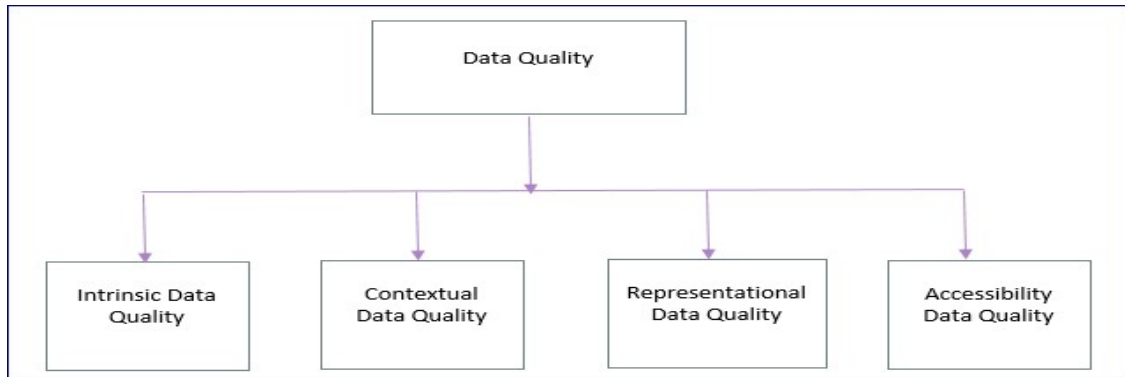 Data Quality
Intrinsic Data
Quality
Contextual
Data Quality
Representational
Data Quality
Accessibility
Data Quality